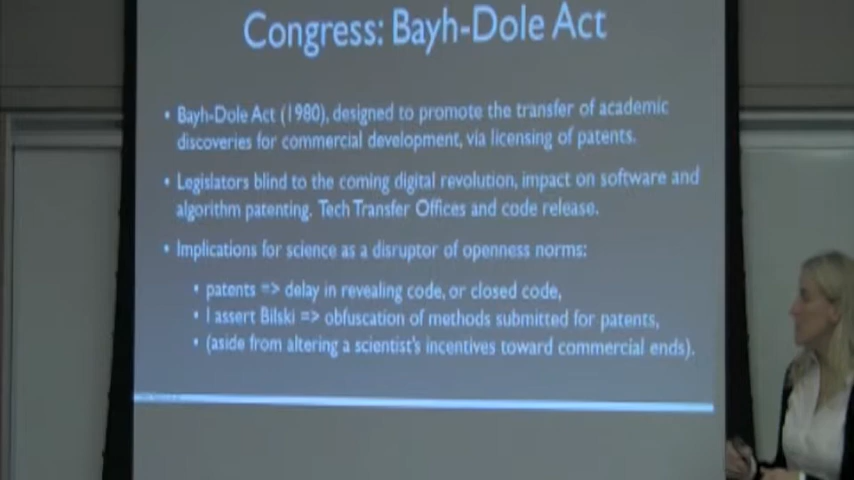 Congress: Bayh-Dole Act
• Bayh-Dole Act (1980), designed to promote the transfer of academic
discoveries for commercial development, via licensing of patents.
• Legislators blind to the coming digital revolution, impact on software and
algorithm patenting. Tech Transfer Offices and code release.
• Implications for science as a disruptor of openness norms:
• patents => delay in revealing code, or closed code,
• I assert Bilski => obfuscation of methods submitted for patents,
• (aside from altering a scientist's incentives toward commercial ends).